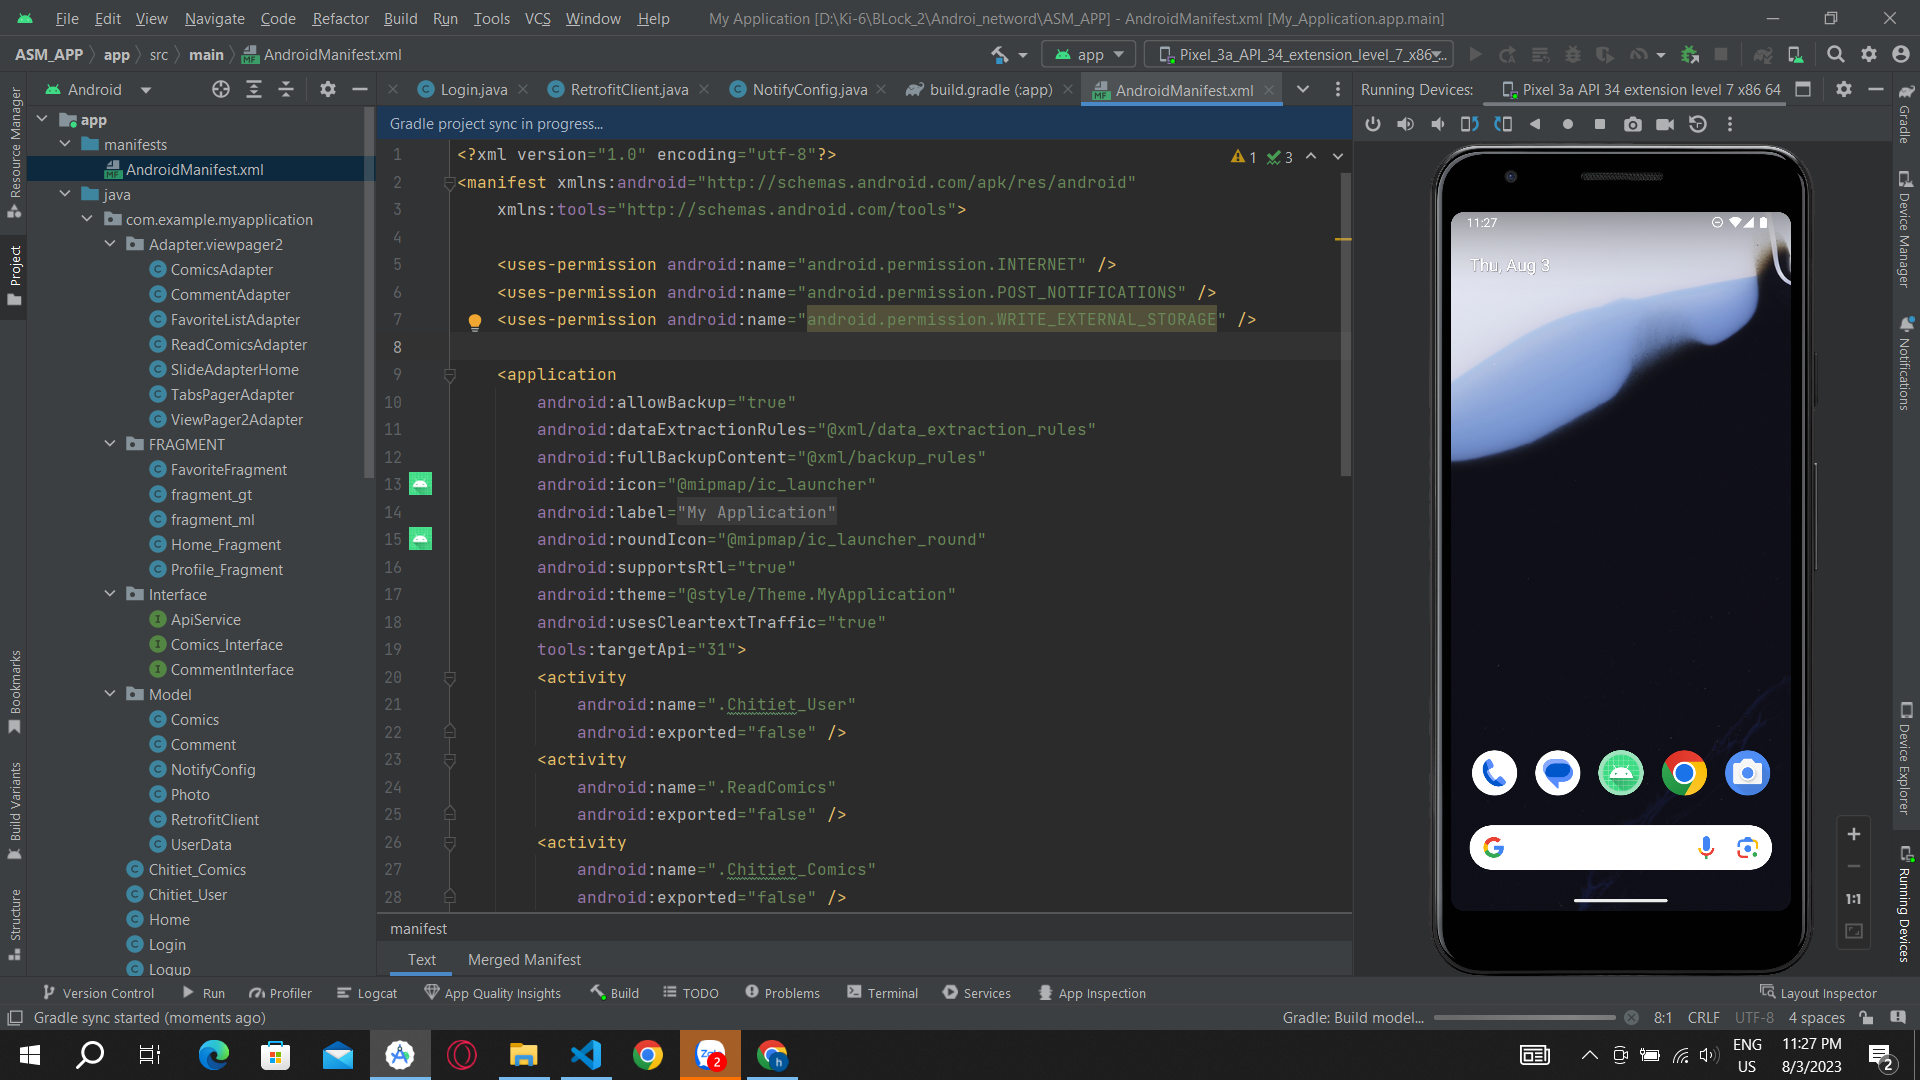 File Edit View Navigate Code Refactor Build Run Tools VCS Window Help My Application [D:\Ki-6\BLock_2\Androi_netword\ASM_APP] - AndroidManifest.xml [My_Application.app.main]
ASM_APP app src main AndroidManifest.xml app Pixel_3a_API_34_extension_level_7_x86...
Android Login.java RetrofitClient.java NotifyConfig.java build.gradle (:app) AndroidManifest.xml Running Devices: Pixel 3a API 34 extension level 7 x86 64
Gradle project sync in progress...
Resource Manager
Project
Bookmarks
Build Variants
Structure
app
manifests
AndroidManifest.xml
java
com.example.myapplication
Adapter.viewpager2
ComicsAdapter
CommentAdapter
FavoriteListAdapter
ReadComicsAdapter
SlideAdapterHome
TabsPagerAdapter
ViewPager2Adapter
FRAGMENT
FavoriteFragment
fragment_gt
fragment_ml
Home_Fragment
Profile_Fragment
Interface
ApiService
Comics_Interface
CommentInterface
Model
Comics
Comment
NotifyConfig
Photo
RetrofitClient
UserData
Chitiet_Comics
Chitiet_User
Home
Login
Logup
1 <?xml version="1.0" encoding="utf-8"?>
1 3
2 <manifest xmlns:android="http://schemas.android.com/apk/res/android"
3 xmlns:tools="http://schemas.android.com/tools">
4
5 <uses-permission android:name="android.permission.INTERNET" />
6 <uses-permission android:name="android.permission.POST_NOTIFICATIONS" />
7 <uses-permission android:name="android.permission.WRITE_EXTERNAL_STORAGE" />
8
9 <application
10 android:allowBackup="true"
11 android:dataExtractionRules="@xml/data_extraction_rules"
12 android:fullBackupContent="@xml/backup_rules"
13 android:icon="@mipmap/ic_launcher"
14 android:label="My Application"
15 android:roundIcon="@mipmap/ic_launcher_round"
16 android:supportsRtl="true"
17 android:theme="@style/Theme.MyApplication"
18 android:usesCleartextTraffic="true"
19 tools:targetApi="31">
20 <activity
21 android:name=".Chitiet_User"
22 android:exported="false" />
23 <activity
24 android:name=".ReadComics"
25 android:exported="false" />
26 <activity
27 android:name=".Chitiet_Comics"
28 android:exported="false" />
manifest
Text Merged Manifest
11:27
Thu, Aug 3
1:1
Gradle
Device Manager
Notifications
Device Explorer
Running Devices
Version Control Run Profiler Logcat App Quality Insights Build TODO Problems Terminal Services App Inspection Layout Inspector
Gradle sync started (moments ago) Gradle: Build model... 8:1 CRLF UTF-8 4 spaces
Zalo 2
h
ENG
US
11:27 PM
8/3/2023
2